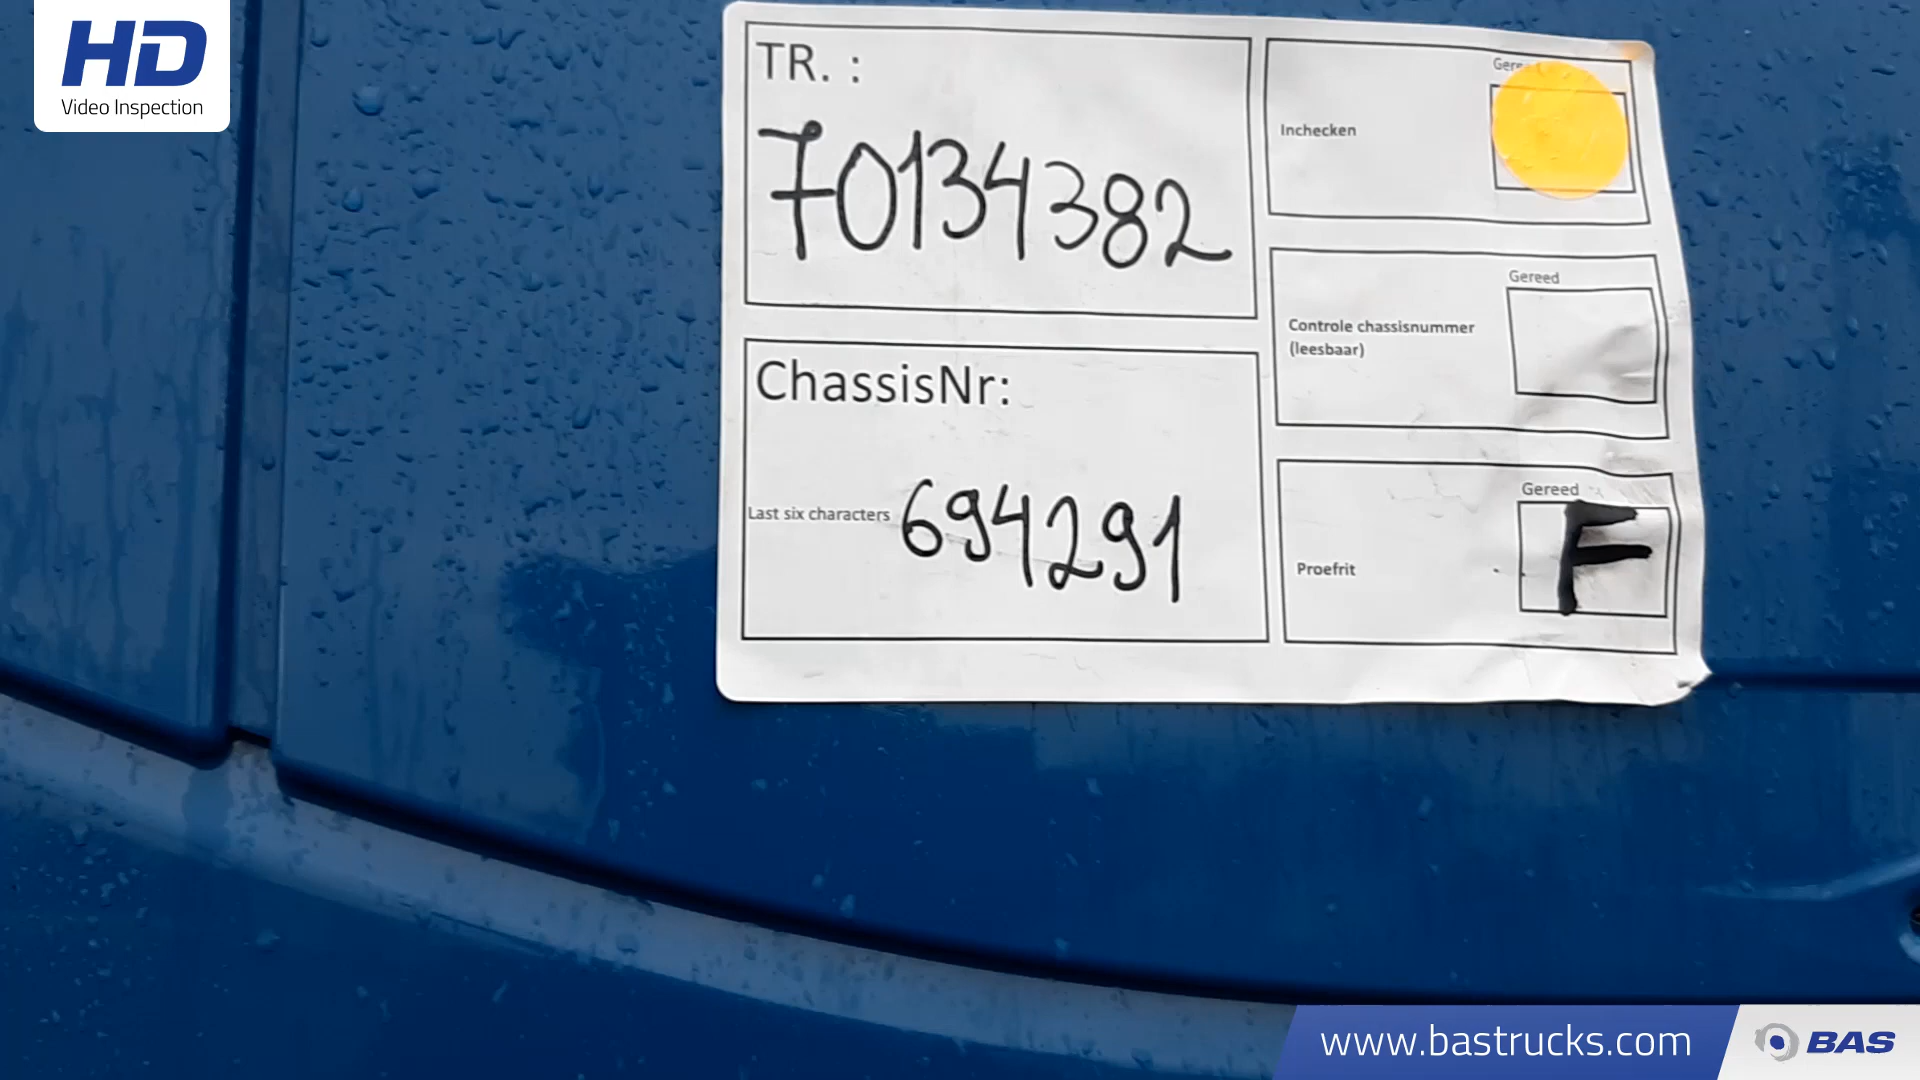 HD
Video Inspection
TR. :
70134382
ChassisNr:
Last six characters 694291
Inchecken
Gereed
Controle chassisnummer
(leesbaar)
Gereed
Proefrit
F
www.bastrucks.com
BAS